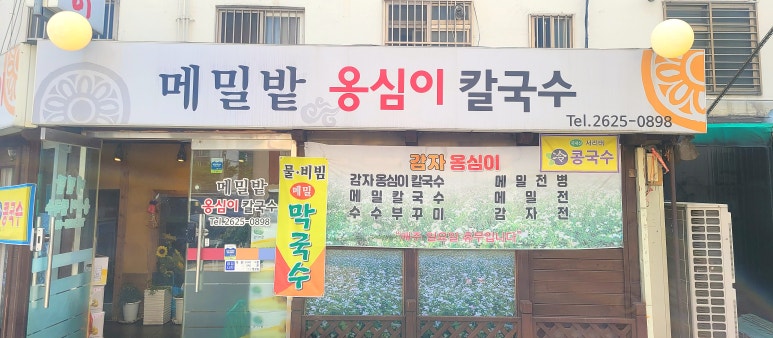 메밀밭 옹심이 칼국수
Tel.2625-0898
메밀밭
옹심이 칼국수
Tel.2625-0898
물·비빔
메밀
막국수
감자 옹심이
감자옹심이칼국수 메밀전병
메밀칼국수 메밀전
수수부꾸미 감자전
서리태
콩국수